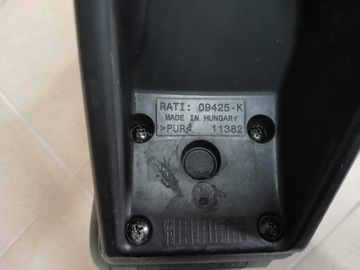 RATI: 09425-K
MADE IN HUNGARY
>PUR< 11382